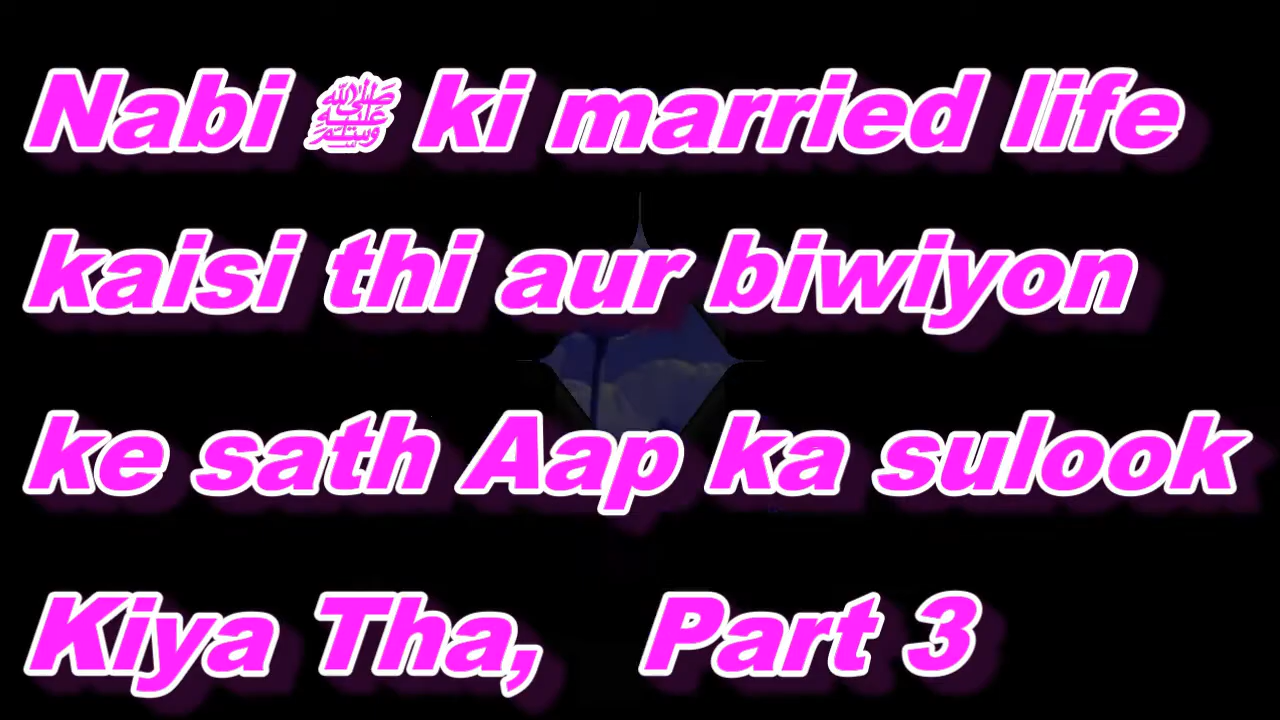 Nabi ﷺ ki married life
kaisi thi aur biwiyon
ke sath Aap ka sulook
Kiya Tha, Part 3